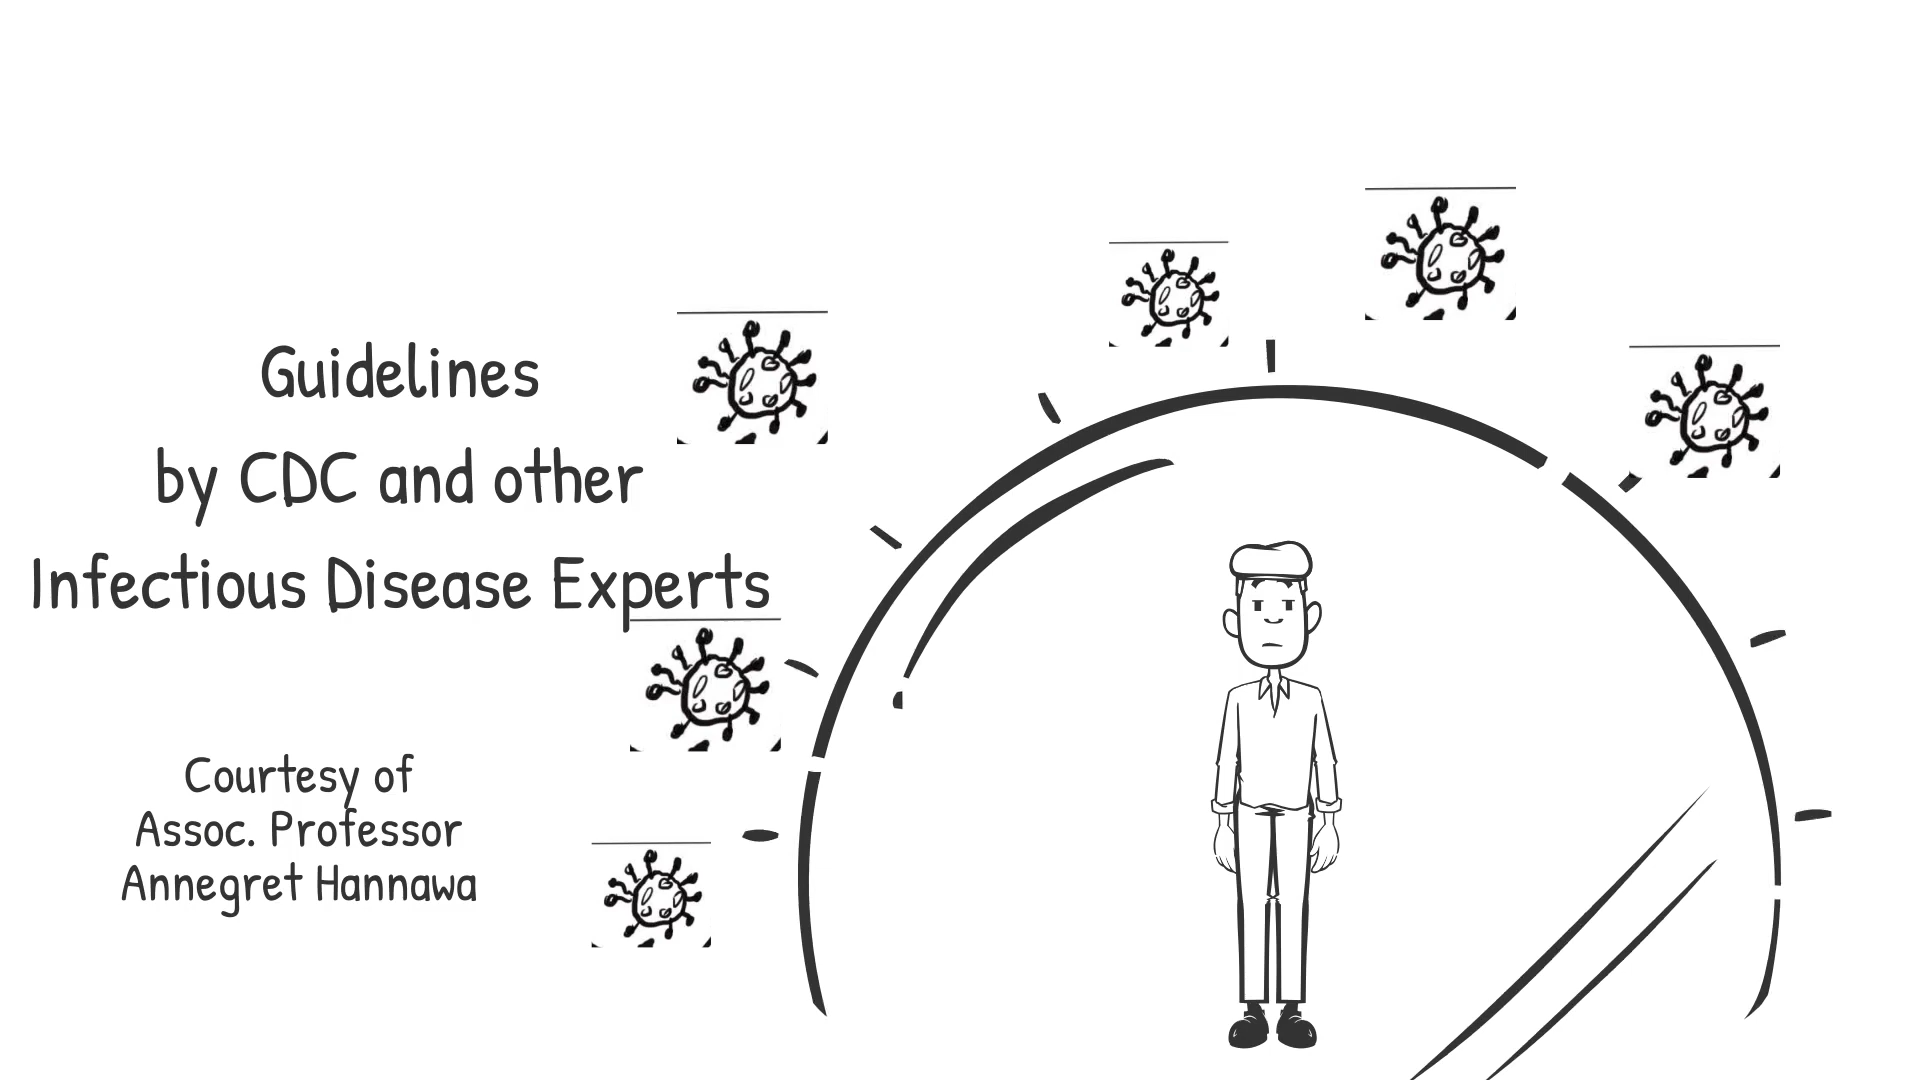 Guidelines
by CDC and other
Infectious Disease Experts
Courtesy of
Assoc. Professor
Annegret Hannawa